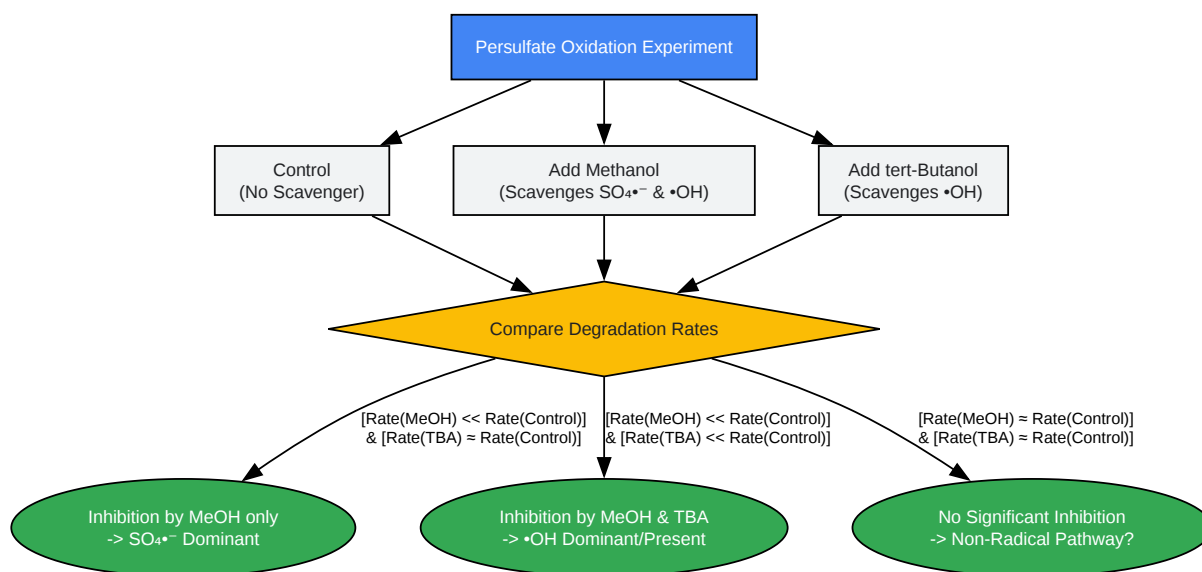 Persulfate Oxidation Experiment
Control
(No Scavenger)
Add Methanol
(Scavenges SO₄•⁻ & •OH)
Add tert-Butanol
(Scavenges •OH)
Compare Degradation Rates
[Rate(MeOH) << Rate(Control)]
& [Rate(TBA) ≈ Rate(Control)]
[Rate(MeOH) << Rate(Control)]
& [Rate(TBA) << Rate(Control)]
[Rate(MeOH) ≈ Rate(Control)]
& [Rate(TBA) ≈ Rate(Control)]
Inhibition by MeOH only
-> SO₄•⁻ Dominant
Inhibition by MeOH & TBA
-> •OH Dominant/Present
No Significant Inhibition
-> Non-Radical Pathway?